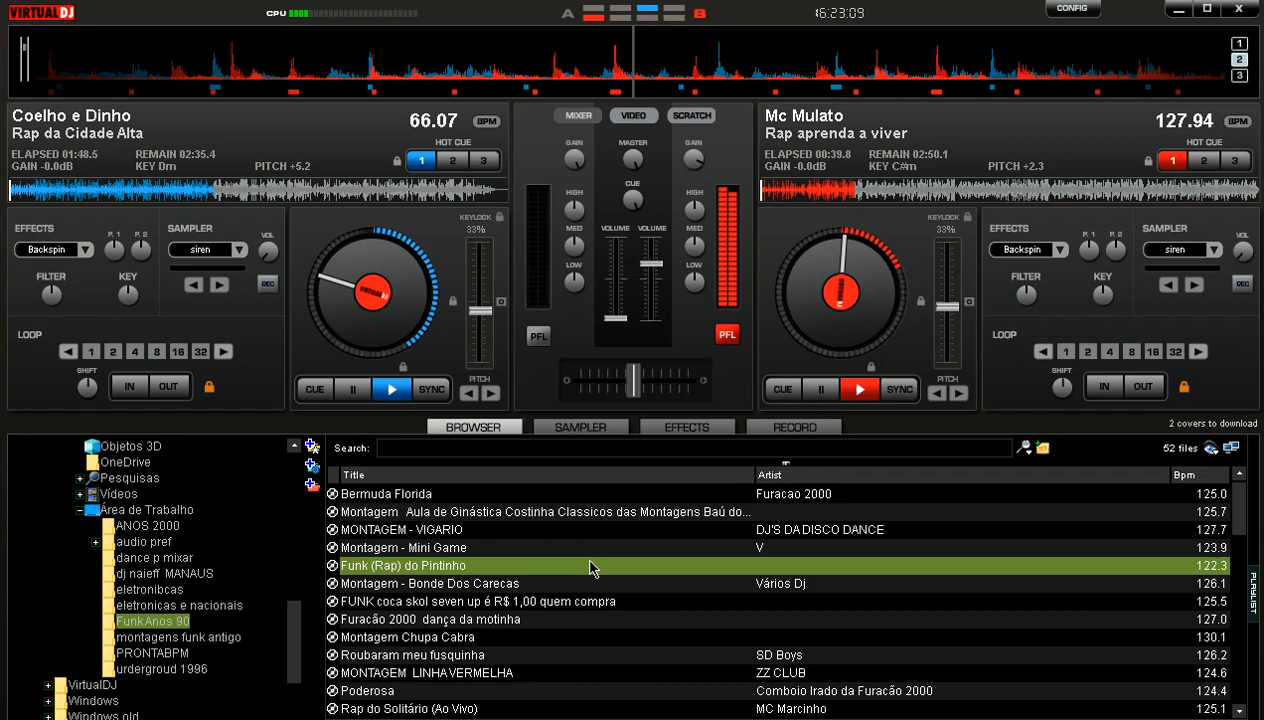 VIRTUALDJ
CPU
A
B
16:23:09
CONFIG
1
2
3
Coelho e Dinho
66.07 BPM
Rap da Cidade Alta
HOT CUE
ELAPSED 01:48.5 REMAIN 02:35.4
GAIN -0.0dB KEY Dm PITCH +5.2
1 2 3
MIXER VIDEO SCRATCH
Mc Mulato
127.94 BPM
Rap aprenda a viver
HOT CUE
ELAPSED 00:39.8 REMAIN 02:50.1
GAIN -0.0dB KEY C#m PITCH +2.3
1 2 3
EFFECTS
Backspin
P. 1 P. 2
SAMPLER
siren
VOL
REC
FILTER KEY
LOOP
1 2 4 8 16 32
SHIFT
IN OUT
KEYLOCK
33%
VIRTUALDJ
CUE SYNC
PITCH
GAIN MASTER GAIN
HIGH CUE HIGH
MED VOLUME VOLUME MED
LOW LOW
PFL PFL
KEYLOCK
33%
CUE SYNC
PITCH
EFFECTS
Backspin
P. 1 P. 2
SAMPLER
siren
VOL
REC
FILTER KEY
LOOP
1 2 4 8 16 32
SHIFT
IN OUT
BROWSER SAMPLER EFFECTS RECORD
2 covers to download
Objetos 3D
OneDrive
Pesquisas
Vídeos
Área de Trabalho
ANOS 2000
audio pref
dance p mixar
dj naieff MANAUS
eletronibcas
eletronicas e nacionais
FunkAnos 90
montagens funk antigo
PRONTABPM
undergroud 1996
VirtualDJ
Windows
Windows.old
Search:
52 files
Title Artist Bpm
Bermuda Florida Furacao 2000 125.0
Montagem Aula de Ginástica Costinha Classicos das Montagens Baú do... 125.7
MONTAGEM - VIGARIO DJ'S DA DISCO DANCE 127.7
Montagem - Mini Game V 123.9
Funk (Rap) do Pintinho 122.3
Montagem - Bonde Dos Carecas Vários Dj 126.1
FUNK coca skol seven up é R$ 1,00 quem compra 125.5
Furacão 2000 dança da motinha 127.0
Montagem Chupa Cabra 130.1
Roubaram meu fusquinha SD Boys 126.2
MONTAGEM LINHA VERMELHA ZZ CLUB 124.6
Poderosa Comboio Irado da Furacão 2000 124.4
Rap do Solitário (Ao Vivo) MC Marcinho 125.1
PLAYLIST